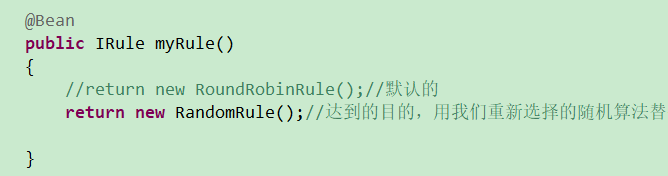 @Bean
public IRule myRule()
{
//return new RoundRobinRule();//默认的
return new RandomRule();//达到的目的，用我们重新选择的随机算法替
}